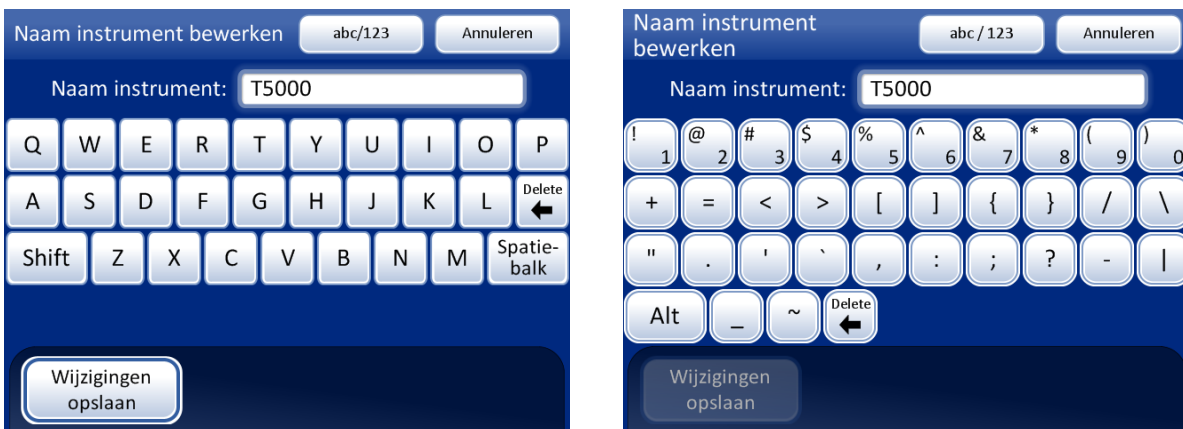 Naam instrument bewerken abc/123 Annuleren
Naam instrument: T5000
Q W E R T Y U I O P
A S D F G H J K L Delete
Shift Z X C V B N M Spatie-
balk
Wijzigingen
opslaan
Naam instrument
bewerken
abc / 123 Annuleren
Naam instrument: T5000
! @ # $ % ^ & * ( )
1 2 3 4 5 6 7 8 9 0
+ = < > [ ] { } / \
" . ' ` , : ; ? - |
Alt _ ~ Delete
Wijzigingen
opslaan